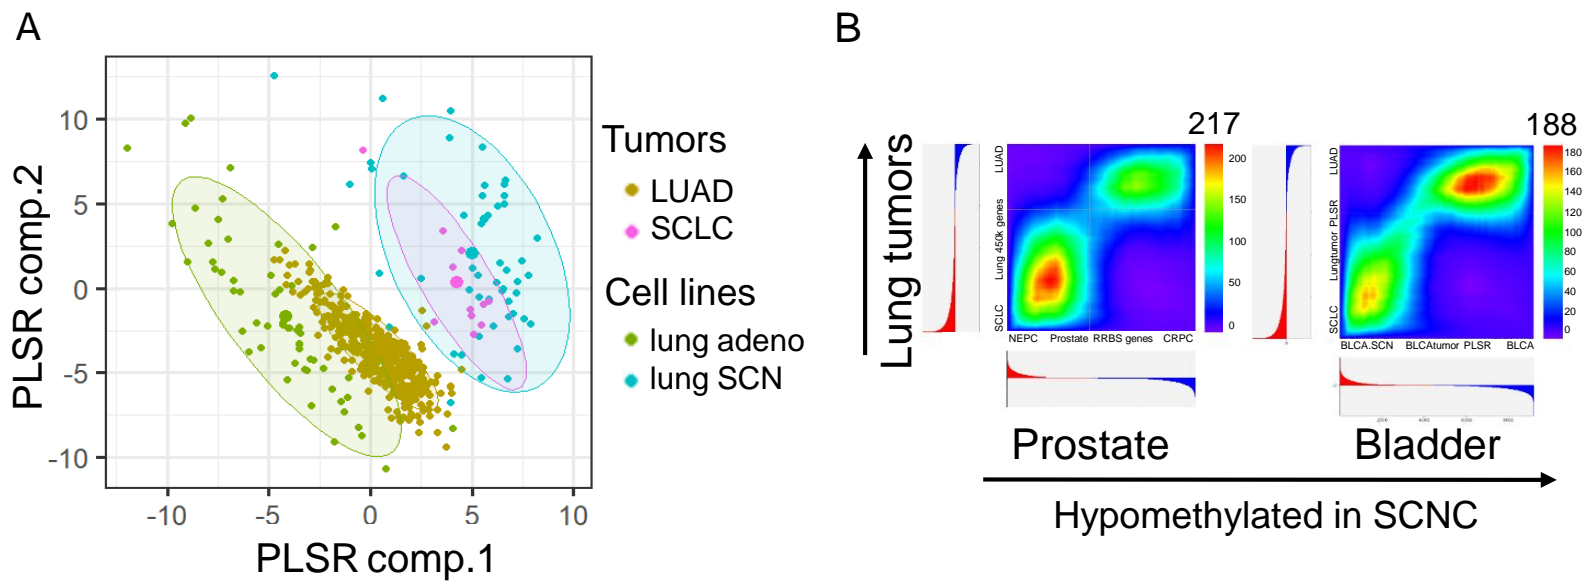 A
10
5
0
-5
-10
-10
-5
0
5
10
PLSR comp.2
PLSR comp.1
Tumors
LUAD
SCLC
Cell lines
lung adeno
lung SCN
B
Lung tumors
217
LUAD
Lung 450k genes
SCLC
NEPC Prostate RRBS genes CRPC
200
150
100
50
0
Prostate
188
LUAD
Lungtumor PLSR
SCLC
BLCA.SCN BLCAtumor PLSR BLCA
180
160
140
120
100
80
60
40
20
0
Bladder
Hypomethylated in SCNC